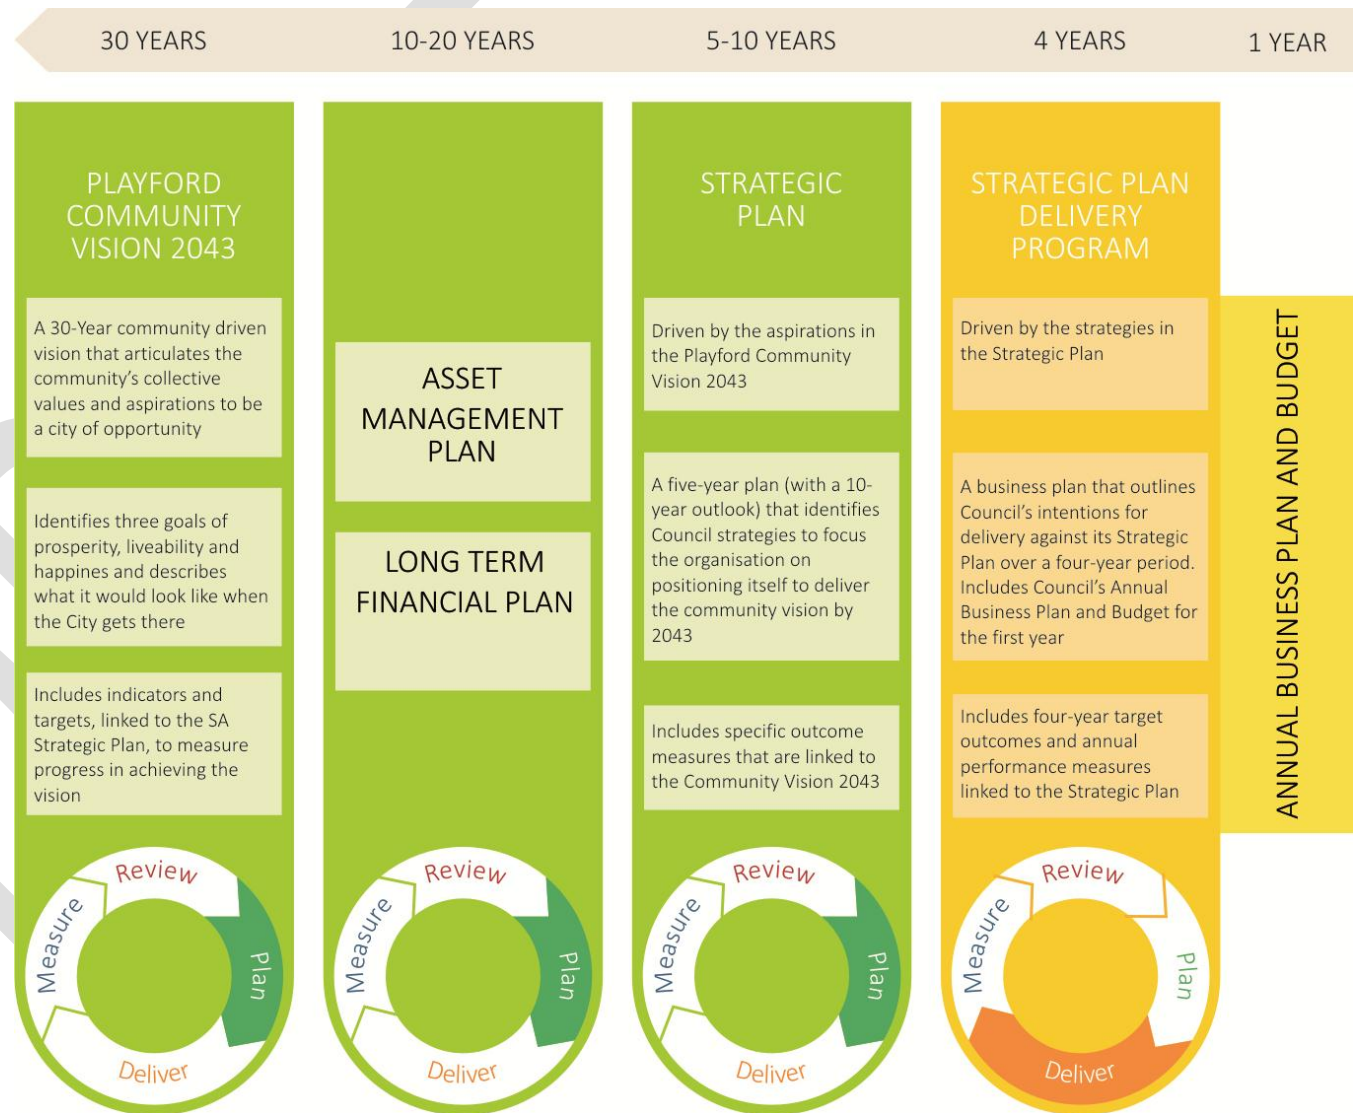 30 YEARS
10-20 YEARS
5-10 YEARS
4 YEARS
1 YEAR
PLAYFORD
COMMUNITY
VISION 2043
A 30-Year community driven
vision that articulates the
community's collective
values and aspirations to be
a city of opportunity
Identifies three goals of
prosperity, liveability and
happines and describes
what it would look like when
the City gets there
Includes indicators and
targets, linked to the SA
Strategic Plan, to measure
progress in achieving the
vision
Review
Plan
Deliver
Measure
ASSET
MANAGEMENT
PLAN
LONG TERM
FINANCIAL PLAN
Review
Plan
Deliver
Measure
STRATEGIC
PLAN
Driven by the aspirations in
the Playford Community
Vision 2043
A five-year plan (with a 10-
year outlook) that identifies
Council strategies to focus
the organisation on
positioning itself to deliver
the community vision by
2043
Includes specific outcome
measures that are linked to
the Community Vision 2043
Review
Plan
Deliver
Measure
STRATEGIC PLAN
DELIVERY
PROGRAM
Driven by the strategies in
the Strategic Plan
A business plan that outlines
Council's intentions for
delivery against its Strategic
Plan over a four-year period.
Includes Council's Annual
Business Plan and Budget for
the first year
Includes four-year target
outcomes and annual
performance measures
linked to the Strategic Plan
Review
Plan
Deliver
Measure
ANNUAL BUSINESS PLAN AND BUDGET